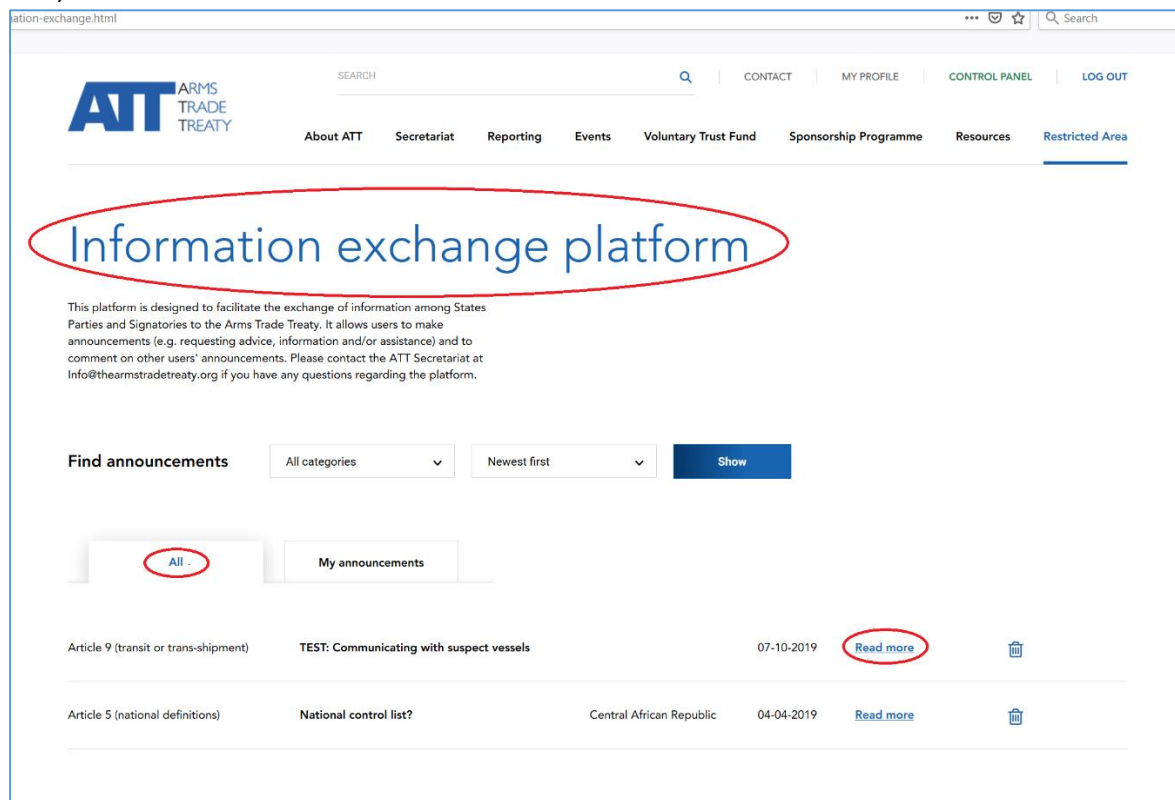 ation-exchange.html
Search
ATT ARMS
TRADE
TREATY
SEARCH
CONTACT MY PROFILE CONTROL PANEL LOG OUT
About ATT Secretariat Reporting Events Voluntary Trust Fund Sponsorship Programme Resources Restricted Area
Information exchange platform
This platform is designed to facilitate the exchange of information among States
Parties and Signatories to the Arms Trade Treaty. It allows users to make
announcements (e.g. requesting advice, information and/or assistance) and to
comment on other users' announcements. Please contact the ATT Secretariat at
Info@thearmstradetreaty.org if you have any questions regarding the platform.
Find announcements All categories Newest first Show
All - My announcements
Article 9 (transit or trans-shipment) TEST: Communicating with suspect vessels 07-10-2019 Read more
Article 5 (national definitions) National control list? Central African Republic 04-04-2019 Read more